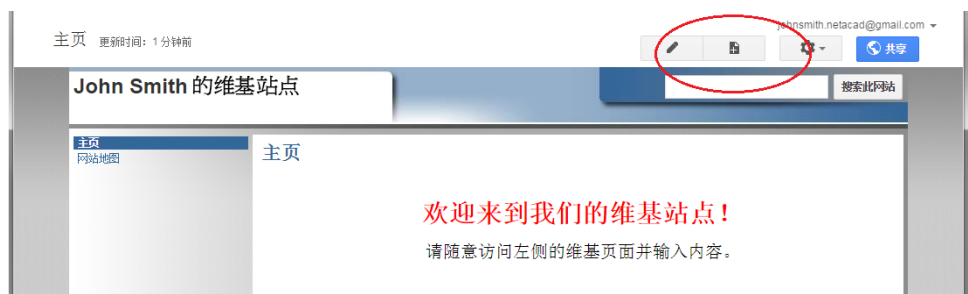 johnsmith.netacad@gmail.com
主页 更新时间：1 分钟前
共享
John Smith 的维基站点
搜索此网站
主页
网站地图
主页
欢迎来到我们的维基站点！
请随意访问左侧的维基页面并输入内容。